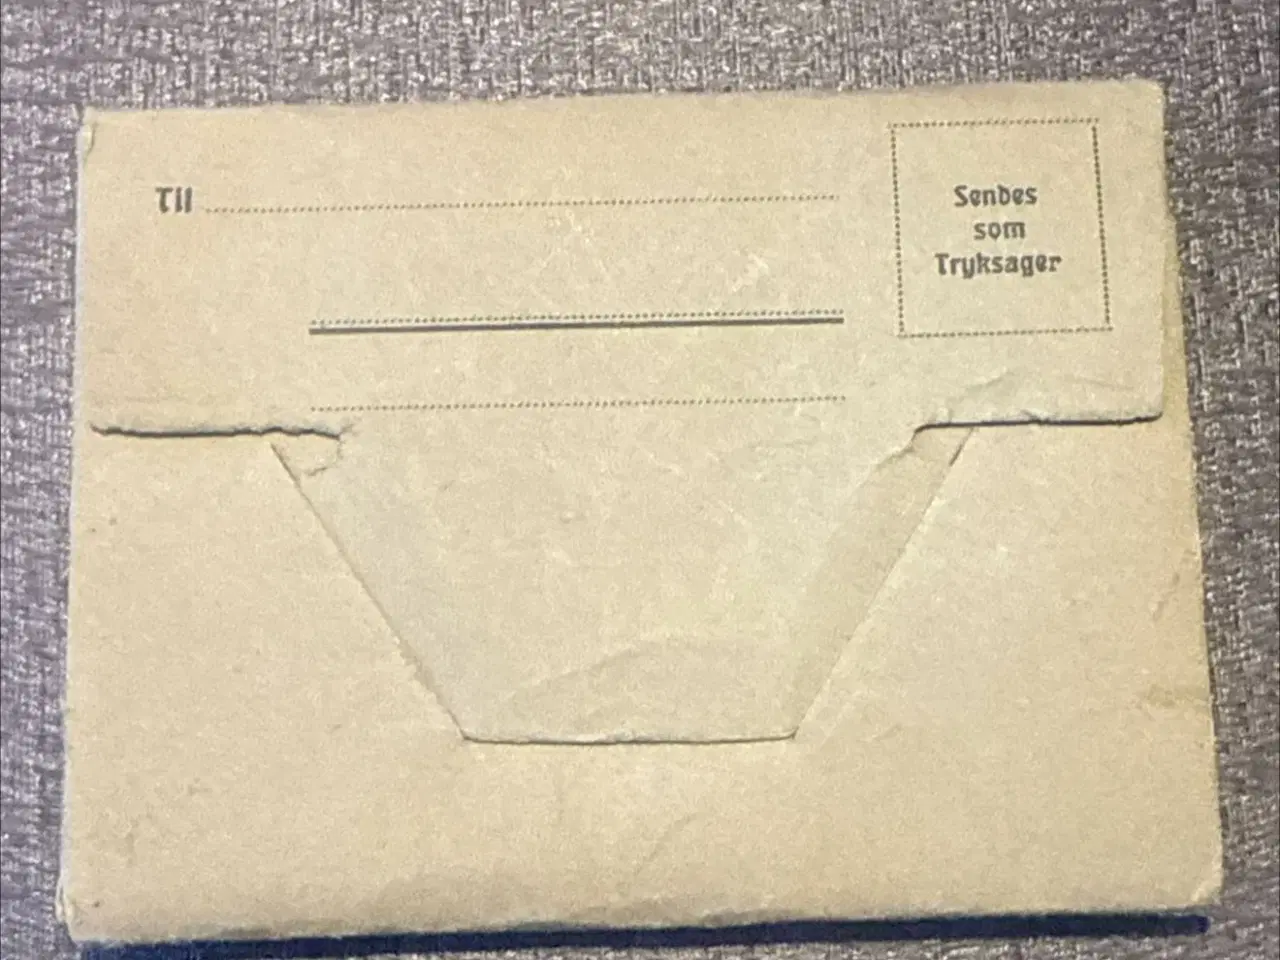 Til
Sendes
som
Tryksager